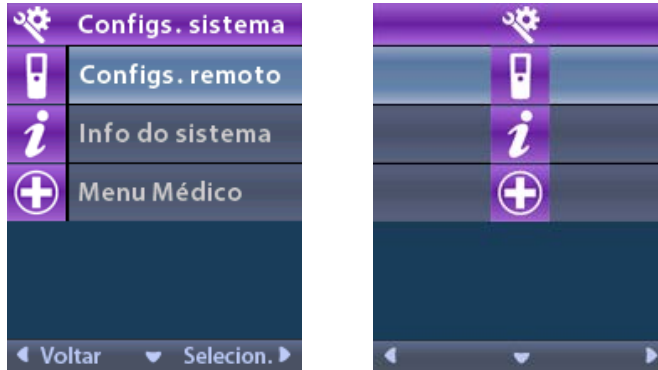 Configs. sistema
Configs. remoto
Info do sistema
Menu Médico
Voltar Selecion.